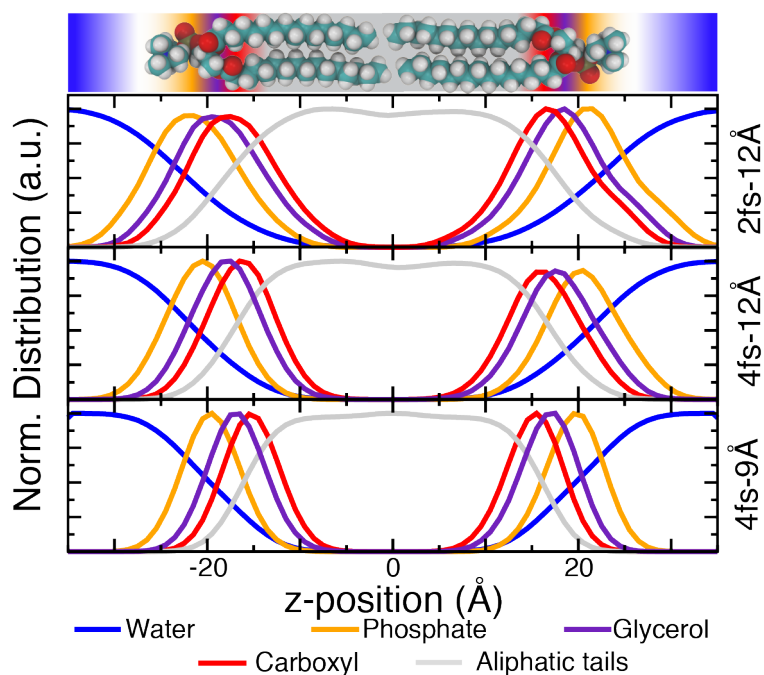 Norm. Distribution (a.u.)
2fs-12Å
4fs-12Å
4fs-9Å
-20 0 20
z-position (Å)
Water Phosphate Glycerol
Carboxyl Aliphatic tails